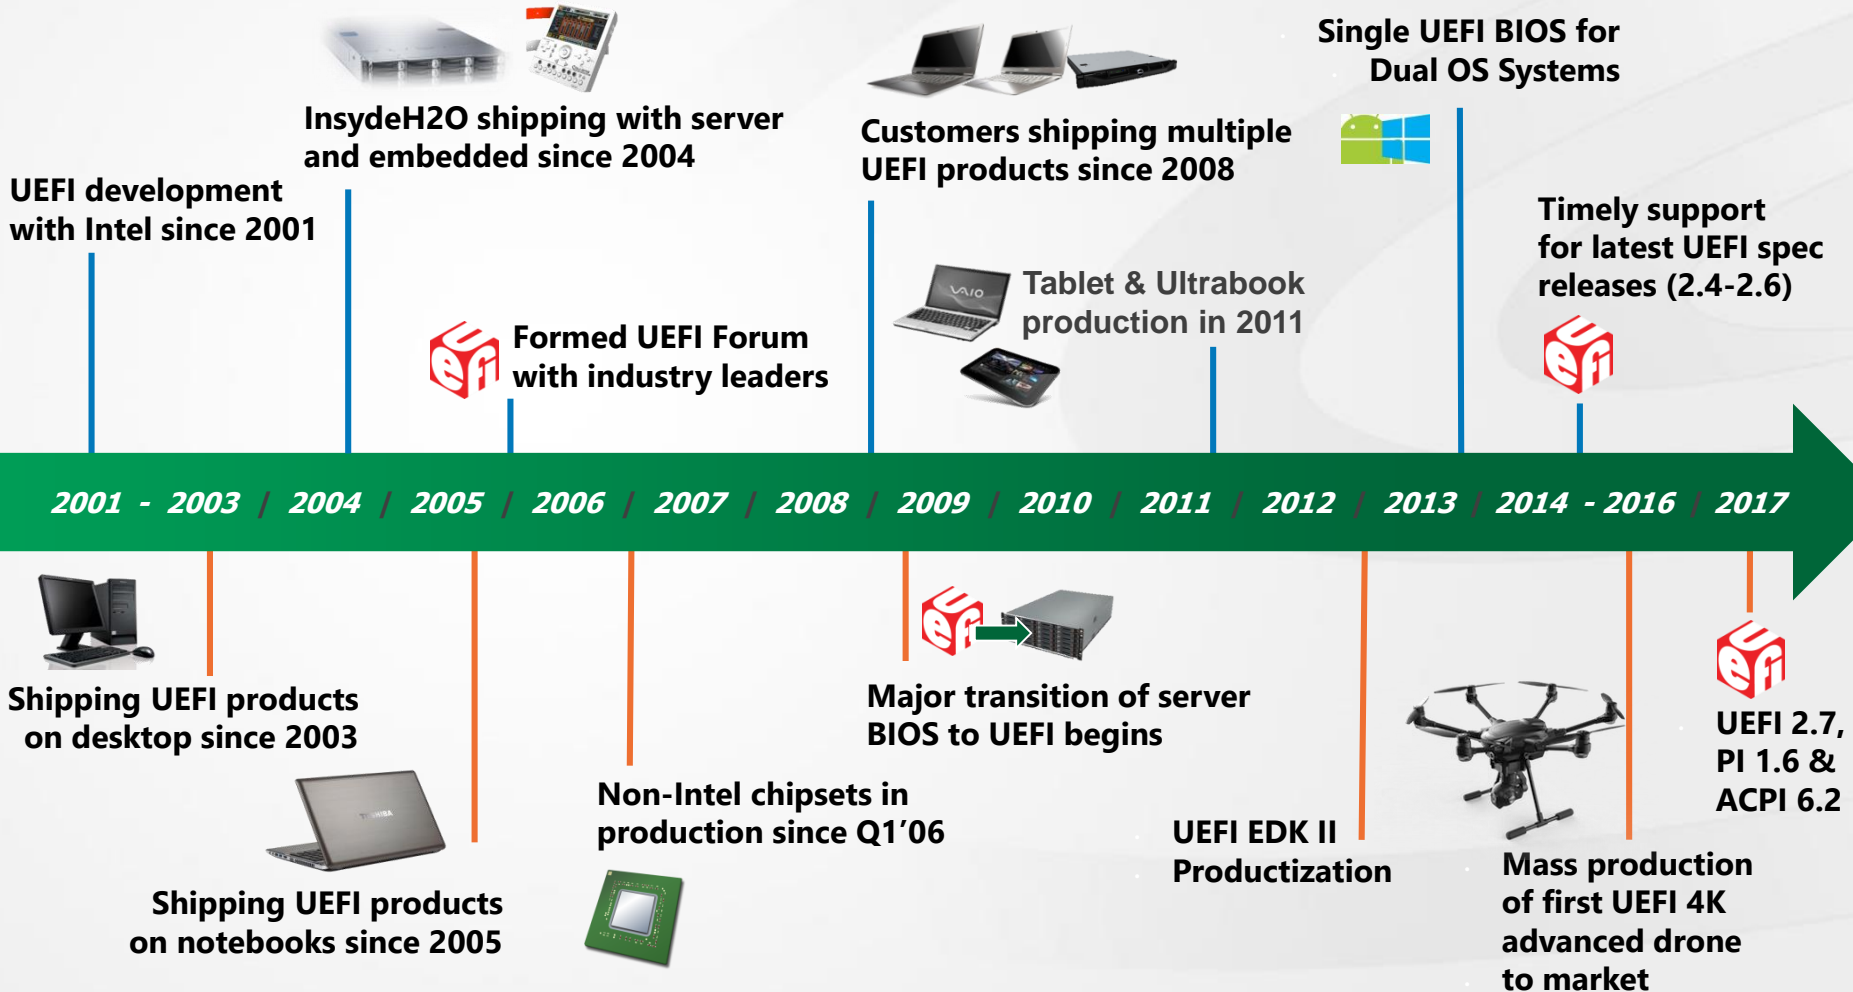 Single UEFI BIOS for
Dual OS Systems
InsydeH2O shipping with server
and embedded since 2004
Customers shipping multiple
UEFI products since 2008
UEFI development
with Intel since 2001
Timely support
for latest UEFI spec
releases (2.4-2.6)
VAIO
Tablet & Ultrabook
production in 2011
UEFI
Formed UEFI Forum
with industry leaders
UEFI
2001 - 2003 / 2004 / 2005 / 2006 / 2007 / 2008 / 2009 / 2010 / 2011 / 2012 / 2013 / 2014 - 2016 / 2017
UEFI
UEFI
Shipping UEFI products
on desktop since 2003
Major transition of server
BIOS to UEFI begins
UEFI 2.7,
PI 1.6 &
ACPI 6.2
TOSHIBA
Non-Intel chipsets in
production since Q1’06
UEFI EDK II
Productization
Mass production
of first UEFI 4K
advanced drone
to market
Shipping UEFI products
on notebooks since 2005